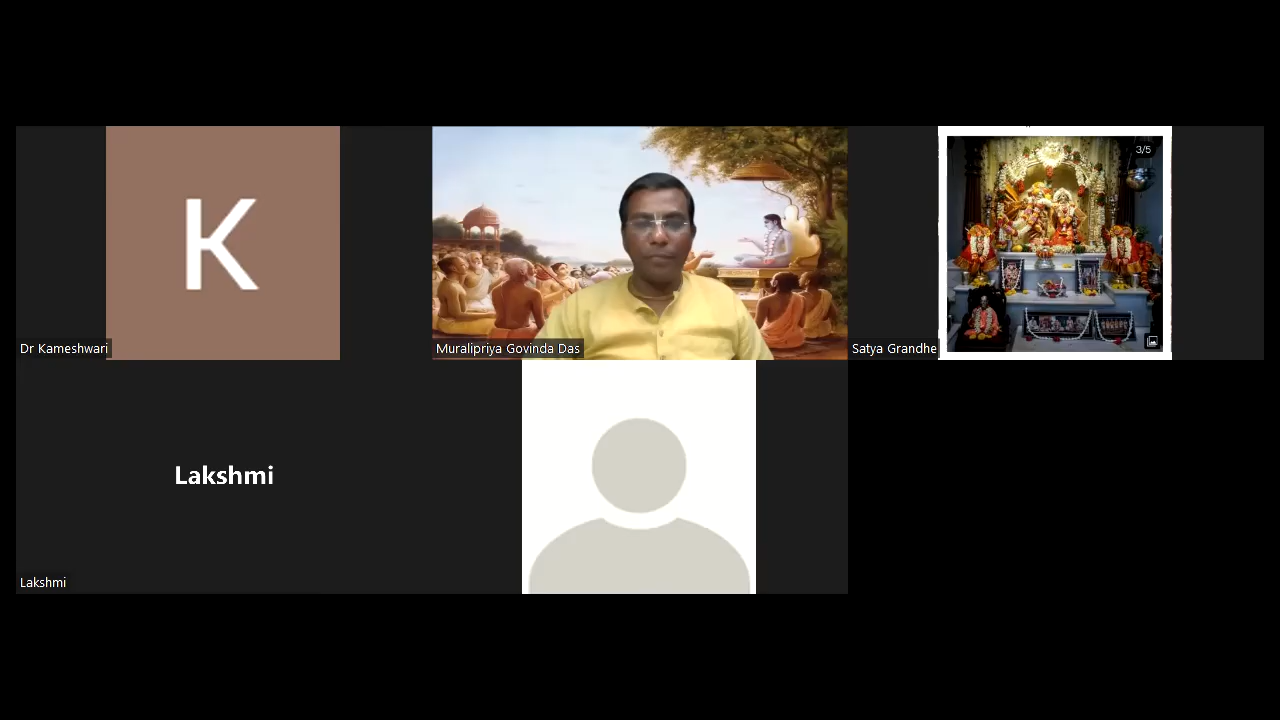 K
Dr Kameshwari
Muralipriya Govinda Das
3/5
Satya Grandhe
Lakshmi
Lakshmi